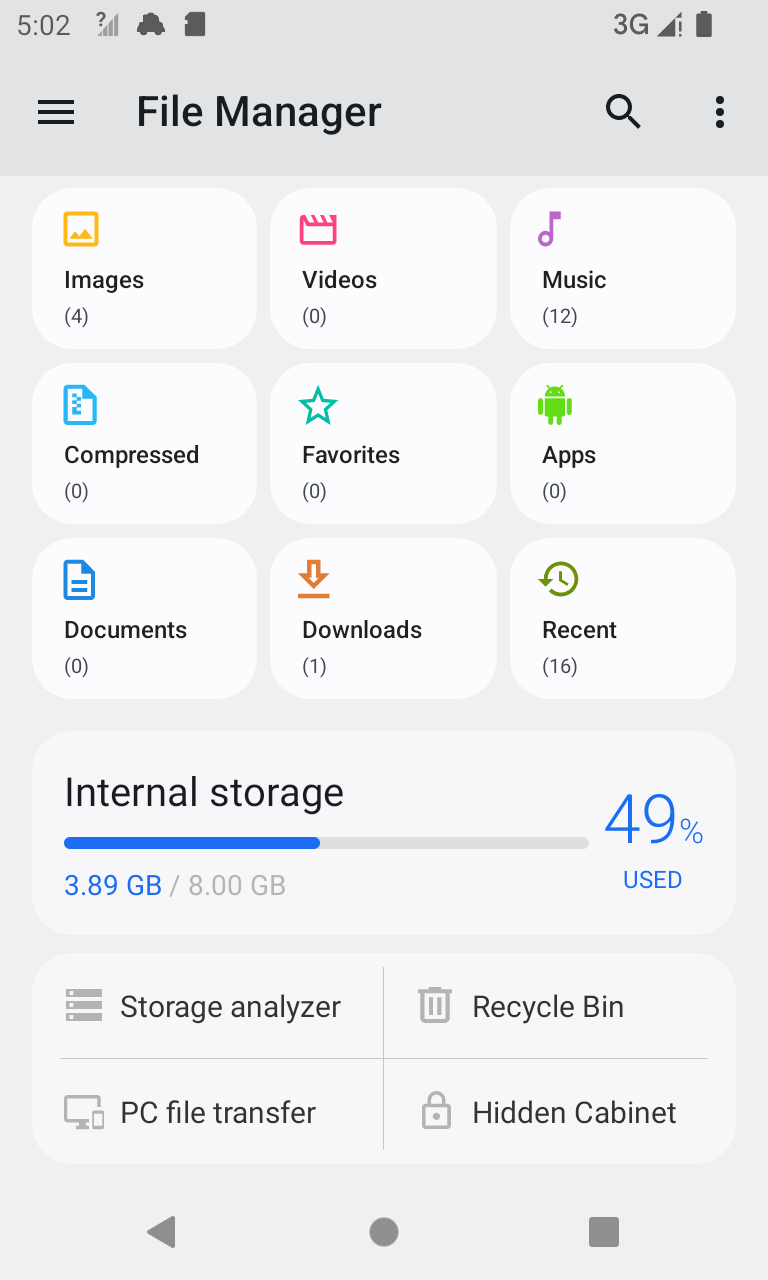 5:02
3G
File Manager
Images Videos Music
(4) (0) (12)
Compressed Favorites Apps
(0) (0) (0)
Documents Downloads Recent
(0) (1) (16)
Internal storage
49%
3.89 GB / 8.00 GB
USED
Storage analyzer Recycle Bin
PC file transfer Hidden Cabinet